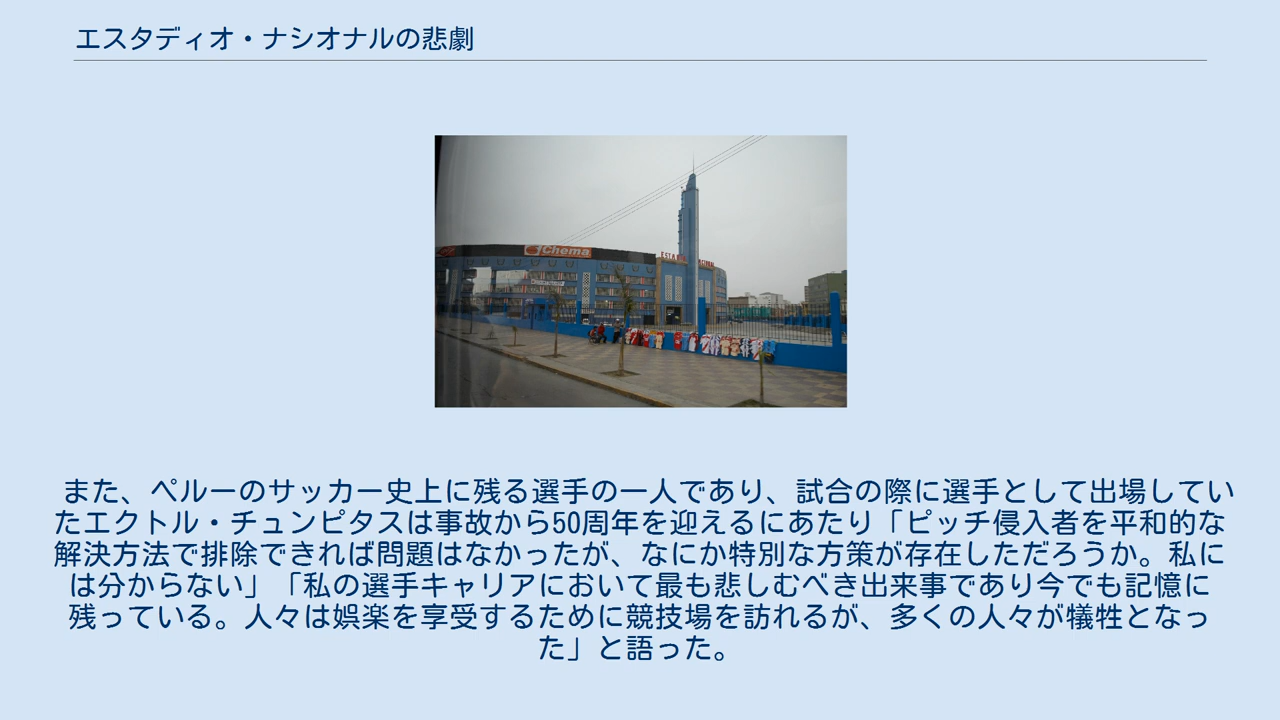 エスタディオ・ナシオナルの悲劇
Chema
また、ペルーのサッカー史上に残る選手の一人であり、試合の際に選手として出場してい
たエクトル・チュンピタスは事故から50周年を迎えるにあたり「ピッチ侵入者を平和的な
解決方法で排除できれば問題はなかったが、なにか特別な方策が存在しただろうか。私に
は分からない」「私の選手キャリアにおいて最も悲しむべき出来事であり今でも記憶に
残っている。人々は娯楽を享受するために競技場を訪れるが、多くの人々が犠牲となっ
た」と語った。